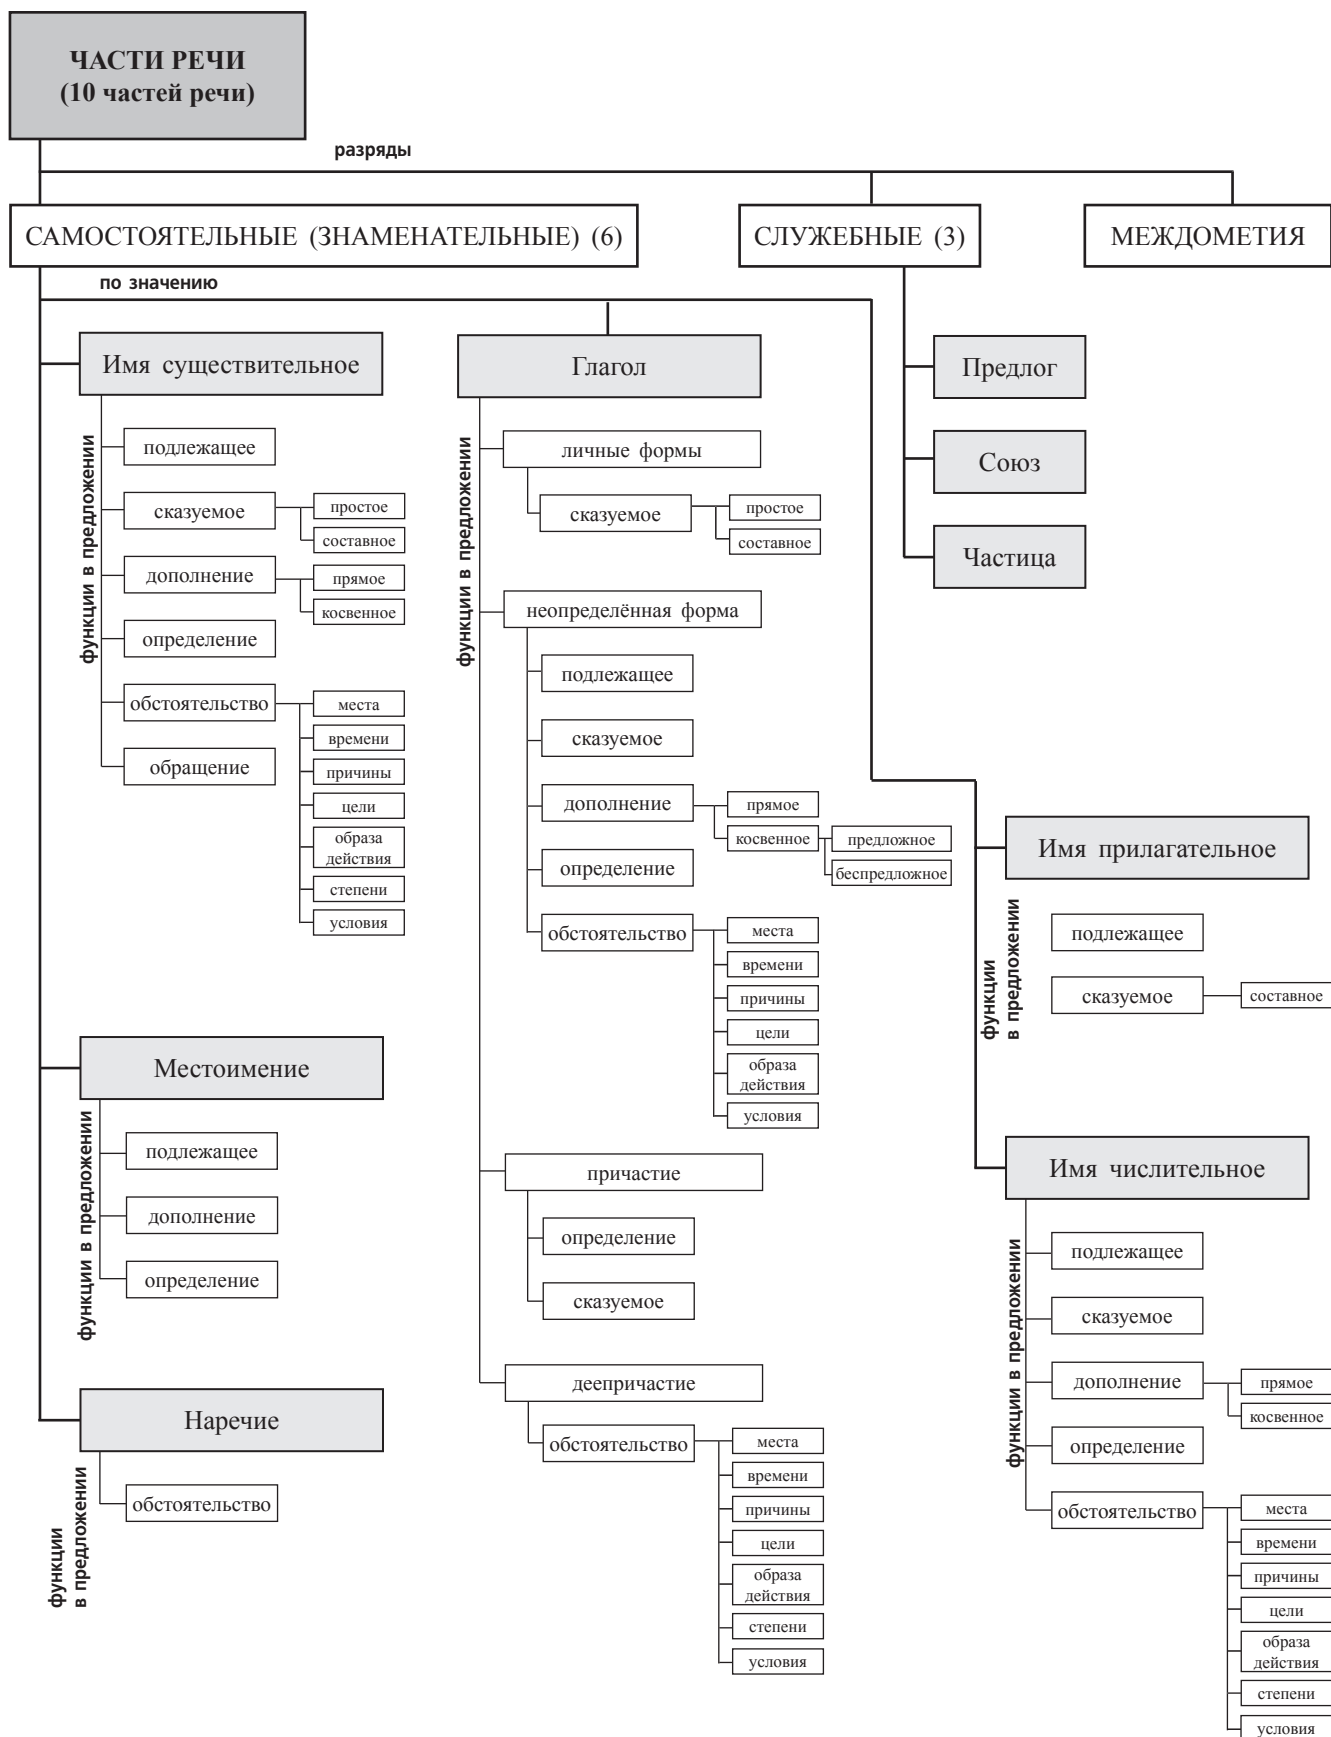 ЧАСТИ РЕЧИ
(10 частей речи)
разряды
САМОСТОЯТЕЛЬНЫЕ (ЗНАМЕНАТЕЛЬНЫЕ) (6)
СЛУЖЕБНЫЕ (3)
МЕЖДОМЕТИЯ
по значению
Имя существительное
функции в предложении
подлежащее
сказуемое
простое
составное
дополнение
прямое
косвенное
определение
обстоятельство
места
времени
причины
цели
образа
действия
степени
условия
обращение
Местоимение
функции в предложении
подлежащее
дополнение
определение
Наречие
функции
в предложении
обстоятельство
Глагол
функции в предложении
личные формы
сказуемое
простое
составное
неопределённая форма
подлежащее
сказуемое
дополнение
прямое
косвенное
предложное
беспредложное
определение
обстоятельство
места
времени
причины
цели
образа
действия
условия
причастие
определение
сказуемое
деепричастие
обстоятельство
места
времени
причины
цели
образа
действия
степени
условия
Предлог
Союз
Частица
Имя прилагательное
функции
в предложении
подлежащее
сказуемое
составное
Имя числительное
функции в предложении
подлежащее
сказуемое
дополнение
прямое
косвенное
определение
обстоятельство
места
времени
причины
цели
образа
действия
степени
условия